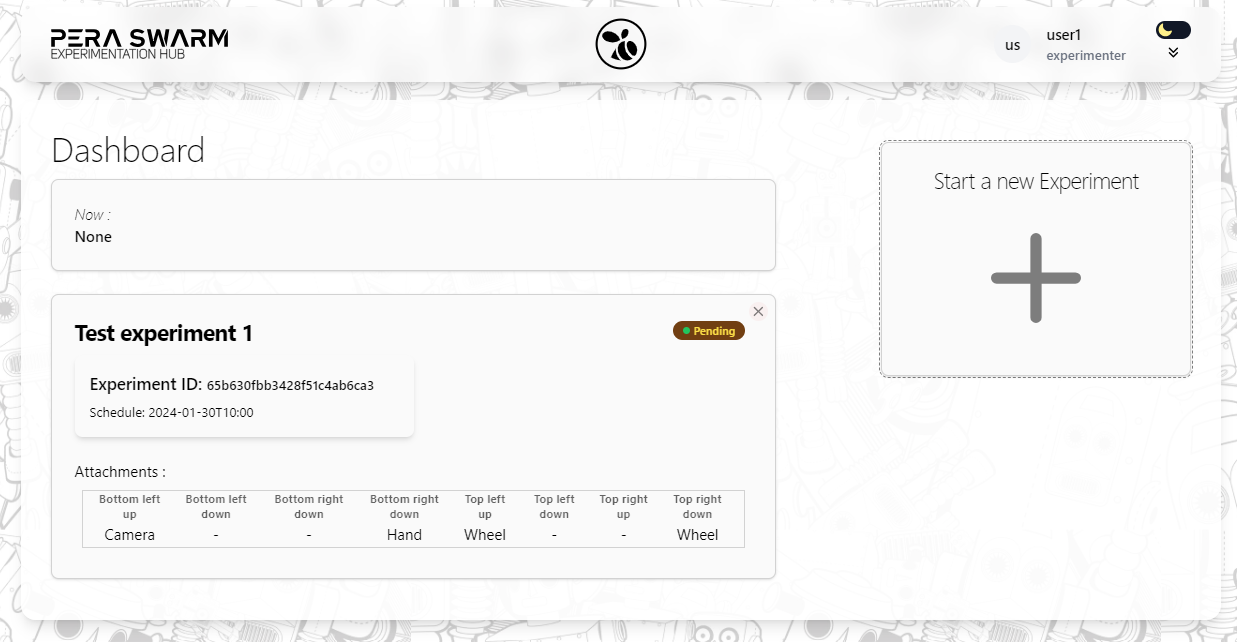 PERA SWARM
EXPERIMENTATION HUB
us
user1
experimenter
Dashboard
Now :
None
Test experiment 1
Pending
Experiment ID: 65b630fbb3428f51c4ab6ca3
Schedule: 2024-01-30T10:00
Attachments :
Bottom left up Bottom left down Bottom right down Bottom right down Top left up Top left down Top right up Top right down
Camera - - Hand Wheel - - Wheel
Start a new Experiment